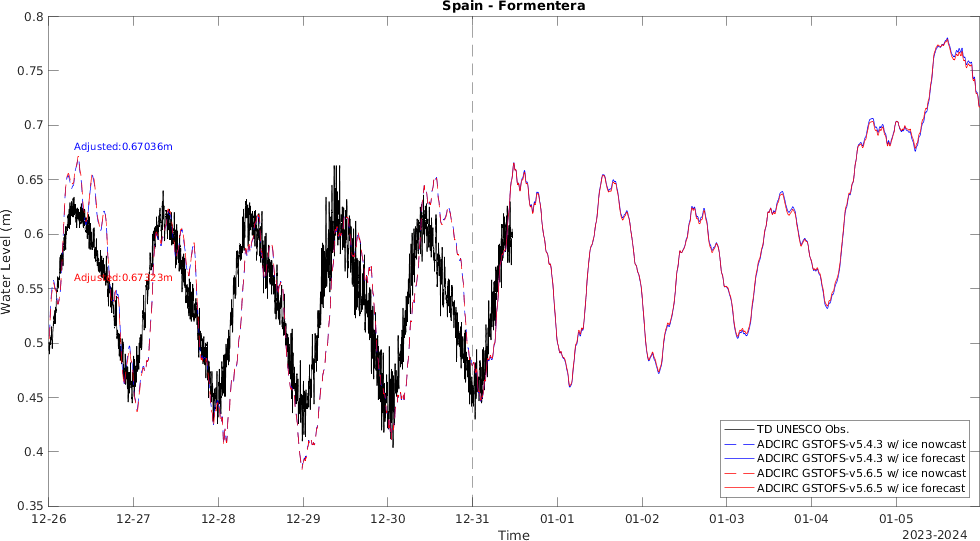 Spain - Formentera
0.8
0.75
0.7
0.65
0.6
0.55
0.5
0.45
0.4
0.35
Water Level (m)
Adjusted:0.67036m
Adjusted:0.67323m
TD UNESCO Obs.
ADCIRC GSTOFS-v5.4.3 w/ ice nowcast
ADCIRC GSTOFS-v5.4.3 w/ ice forecast
ADCIRC GSTOFS-v5.6.5 w/ ice nowcast
ADCIRC GSTOFS-v5.6.5 w/ ice forecast
12-26 12-27 12-28 12-29 12-30 12-31 01-01 01-02 01-03 01-04 01-05
Time
2023-2024